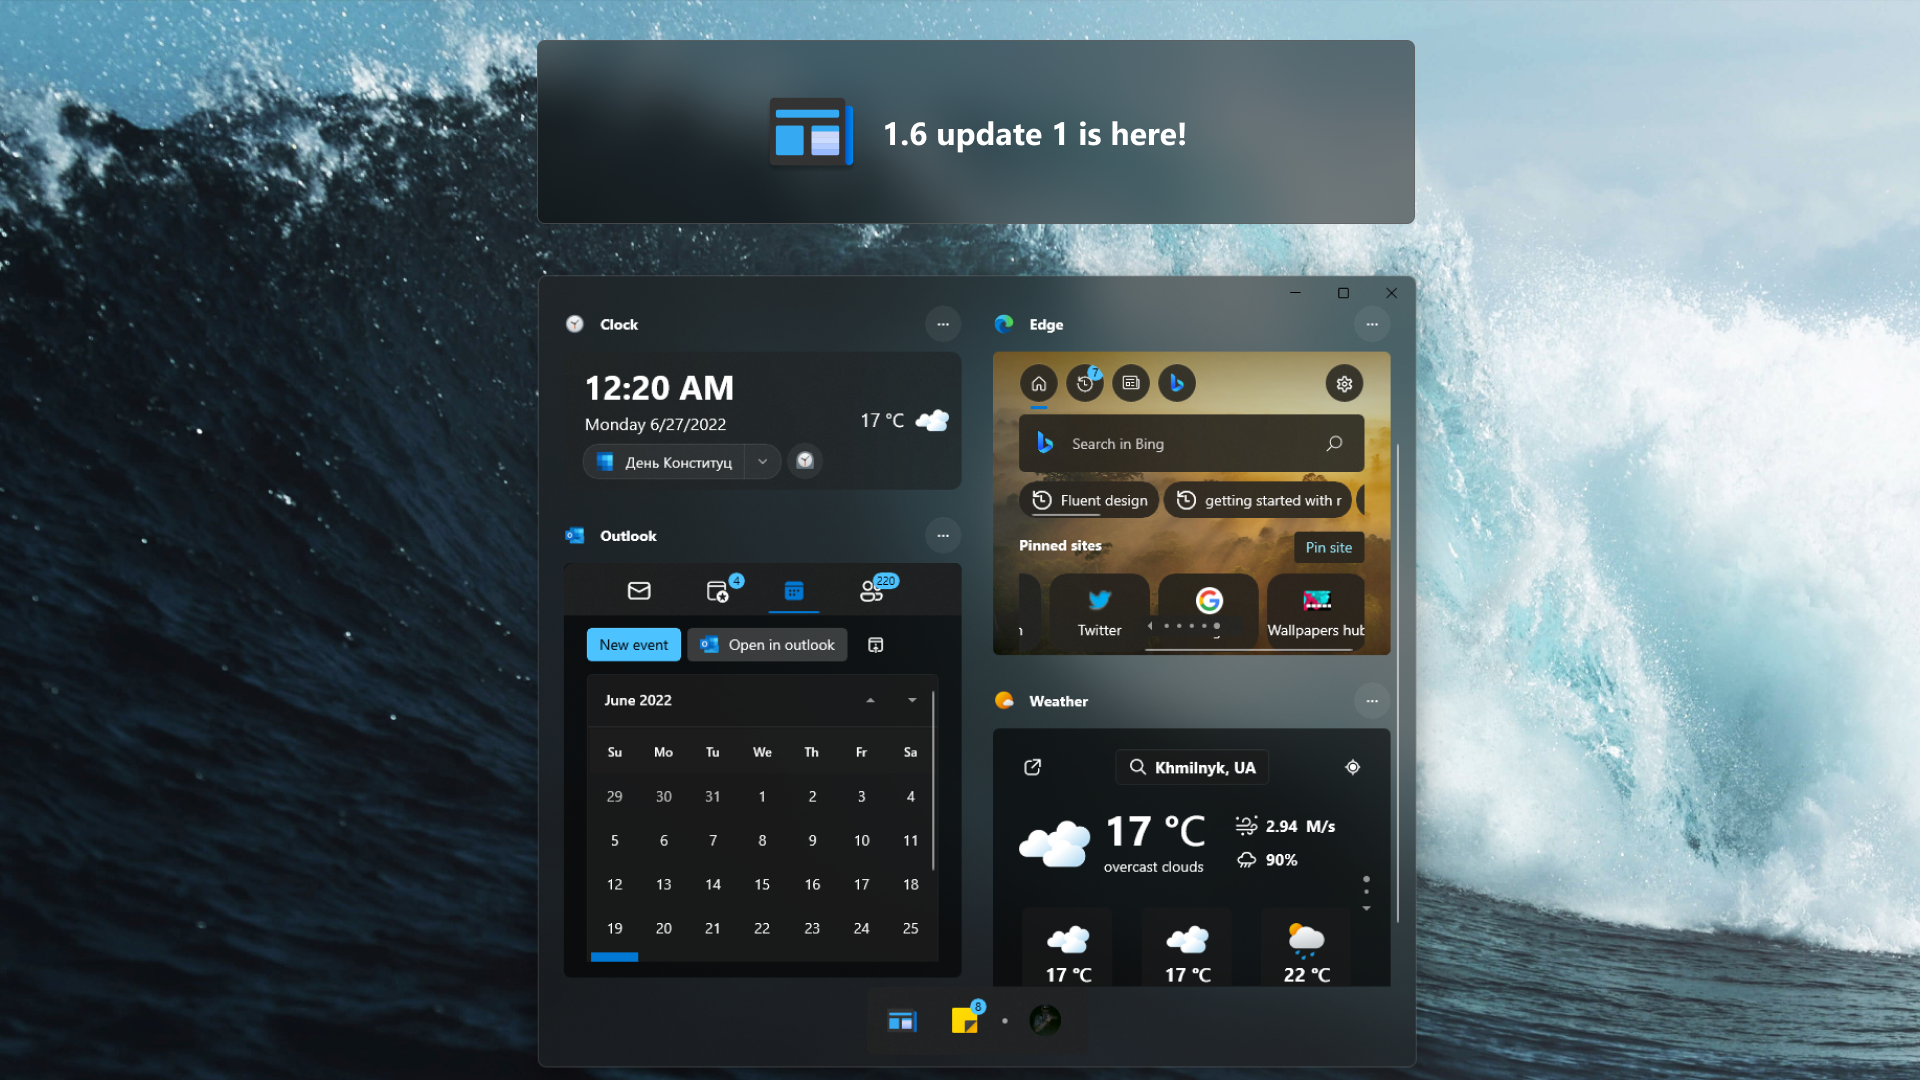 1.6 update 1 is here!
Clock
12:20 AM
Monday 6/27/2022
17 °C
День Конституц
Outlook
4
220
New event
Open in outlook
June 2022
Su Mo Tu We Th Fr Sa
29 30 31 1 2 3 4
5 6 7 8 9 10 11
12 13 14 15 16 17 18
19 20 21 22 23 24 25
Edge
7
Search in Bing
Fluent design
getting started with r
Pinned sites
Pin site
Twitter
Wallpapers hub
Weather
Khmilnyk, UA
17 °C
overcast clouds
2.94 M/s
90%
17 °C
17 °C
22 °C
8